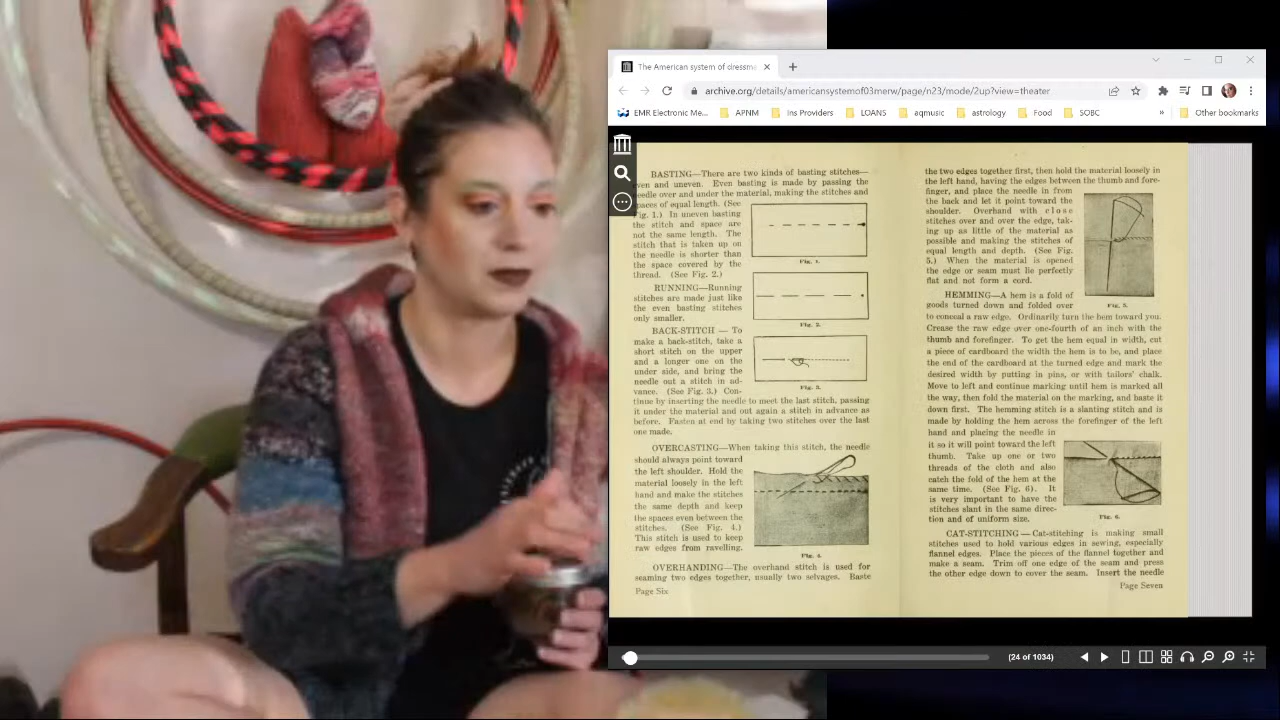 The American system of dressma
archive.org/details/americansystemof03merw/page/n23/mode/2up?view=theater
EMR Electronic Me...
APNM
Ins Providers
LOANS
aqmusic
astrology
Food
SOBC
»
Other bookmarks
BASTING—There are two kinds of basting stitches—
even and uneven. Even basting is made by passing the
needle over and under the material, making the stitches and
spaces of equal length. (See
Fig. 1.) In uneven basting
the stitch and space are
not the same length. The
stitch that is taken up on
the needle is shorter than
the space covered by the
thread. (See Fig. 2.)
Fig. 1.
RUNNING—Running
stitches are made just like
the even basting stitches
only smaller.
Fig. 2.
BACK-STITCH — To
make a back-stitch, take a
short stitch on the upper
and a longer one on the
under side, and bring the
needle out a stitch in ad-
vance. (See Fig. 3.) Con-
Fig. 3.
tinue by inserting the needle to meet the last stitch, passing
it under the material and out again a stitch in advance as
before. Fasten at end by taking two stitches over the last
one made.
OVERCASTING—When taking this stitch, the needle
should always point toward
the left shoulder. Hold the
material loosely in the left
hand and make the stitches
the same depth and keep
the spaces even between the
stitches. (See Fig. 4.)
This stitch is used to keep
raw edges from ravelling.
Fig. 4.
OVERHANDING—The overhand stitch is used for
seaming two edges together, usually two selvages. Baste
Page Six
the two edges together first, then hold the material loosely in
the left hand, having the edges between the thumb and fore-
finger, and place the needle in from
the back and let it point toward the
shoulder. Overhand with close
stitches over and over the edge, tak-
ing up as little of the material as
possible and making the stitches of
equal length and depth. (See Fig.
5.) When the material is opened
the edge or seam must lie perfectly
flat and not form a cord.
Fig. 5.
HEMMING—A hem is a fold of
goods turned down and folded over
to conceal a raw edge. Ordinarily turn the hem toward you.
Crease the raw edge over one-fourth of an inch with the
thumb and forefinger. To get the hem equal in width, cut
a piece of cardboard the width the hem is to be, and place
the end of the cardboard at the turned edge and mark the
desired width by putting in pins, or with tailors' chalk.
Move to left and continue marking until hem is marked all
the way, then fold the material on the marking, and baste it
down first. The hemming stitch is a slanting stitch and is
made by holding the hem across the forefinger of the left
hand and placing the needle in
it so it will point toward the left
thumb. Take up one or two
threads of the cloth and also
catch the fold of the hem at the
same time. (See Fig. 6). It
is very important to have the
stitches slant in the same direc-
tion and of uniform size.
Fig. 6.
CAT-STITCHING — Cat-stitching is making small
stitches used to hold various edges in sewing, especially
flannel edges. Place the pieces of the flannel together and
make a seam. Trim off one edge of the seam and press
the other edge down to cover the seam. Insert the needle
Page Seven
(24 of 1034)